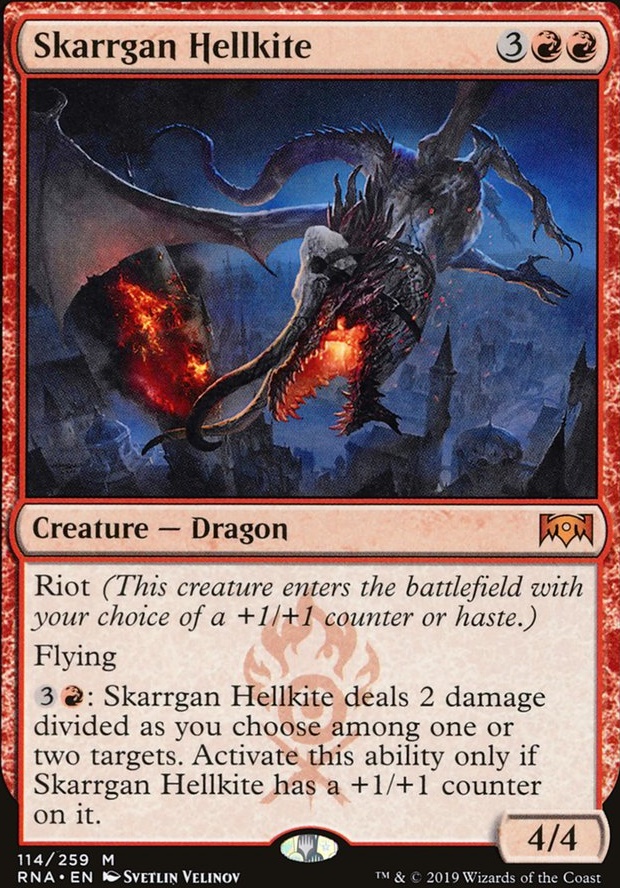 Skarrgan Hellkite 3
Creature — Dragon
Riot (This creature enters the battlefield with
your choice of a +1/+1 counter or haste.)
Flying
3 : Skarrgan Hellkite deals 2 damage
divided as you choose among one or
two targets. Activate this ability only if
Skarrgan Hellkite has a +1/+1 counter
on it.
4/4
114/259 M
RNA • EN Svetlin Velinov
™ & © 2019 Wizards of the Coast